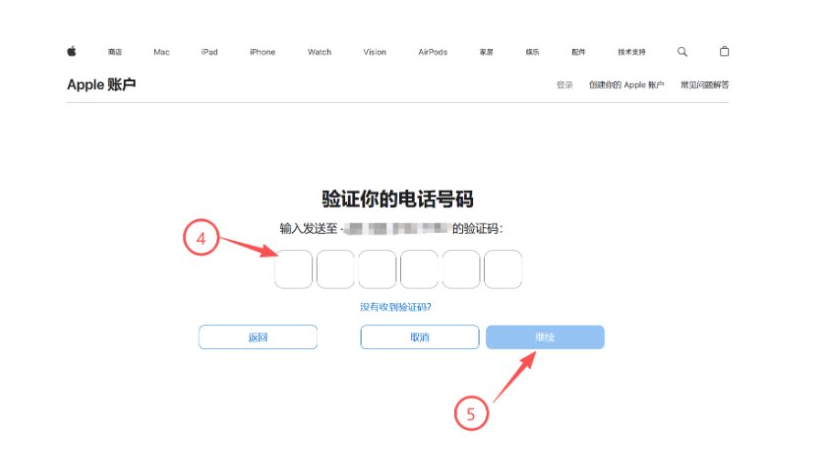 商店 Mac iPad iPhone Watch Vision AirPods 家居 娱乐 配件 技术支持
Apple 账户 登录 创建你的 Apple 账户 常见问题解答
验证你的电话号码
输入发送至 的验证码:
4
没有收到验证码?
返回 取消 继续
5